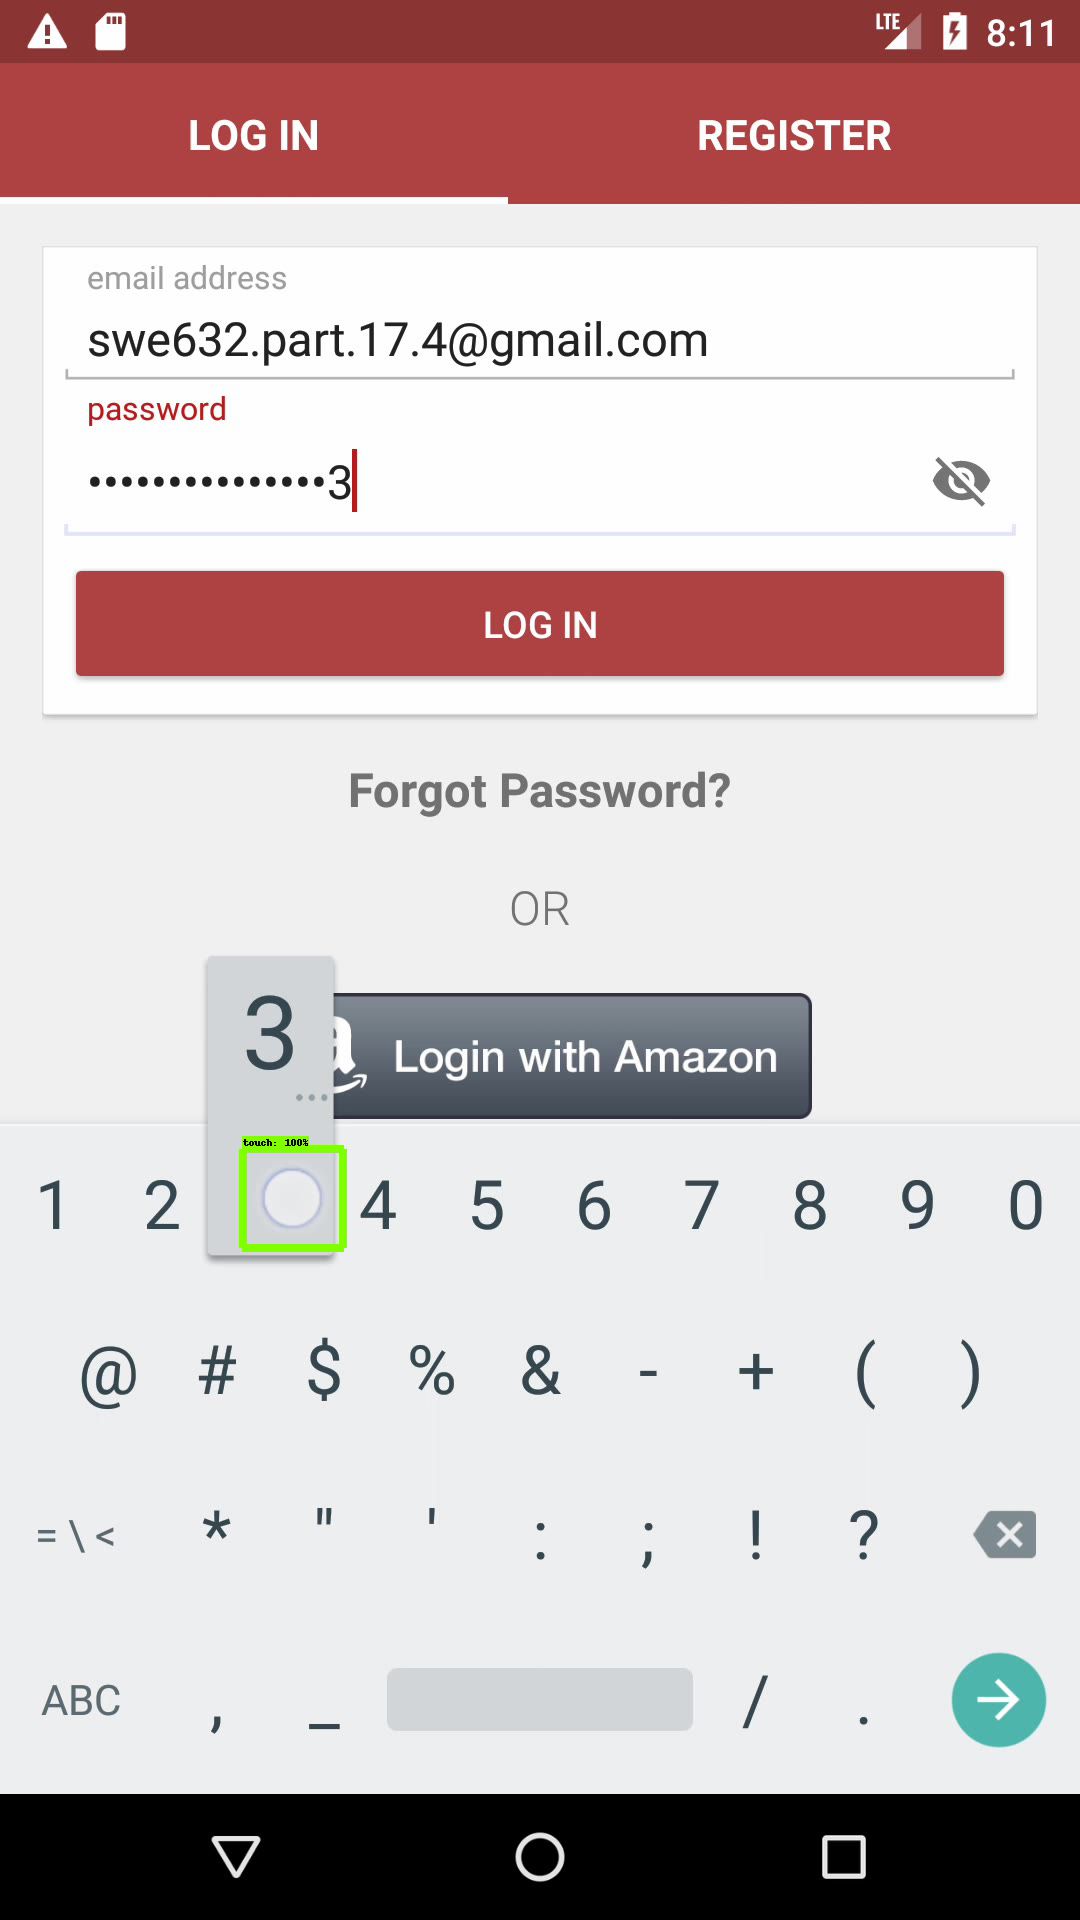 LTE 8:11
LOG IN REGISTER
email address
swe632.part.17.4@gmail.com
password
•••••••••••••••3
LOG IN
Forgot Password?
OR
3
a Login with Amazon
...
touch: 100%
1 2 4 5 6 7 8 9 0
@ # $ % & - + ( )
= \ < * " ' : ; ! ?
ABC , _ / .